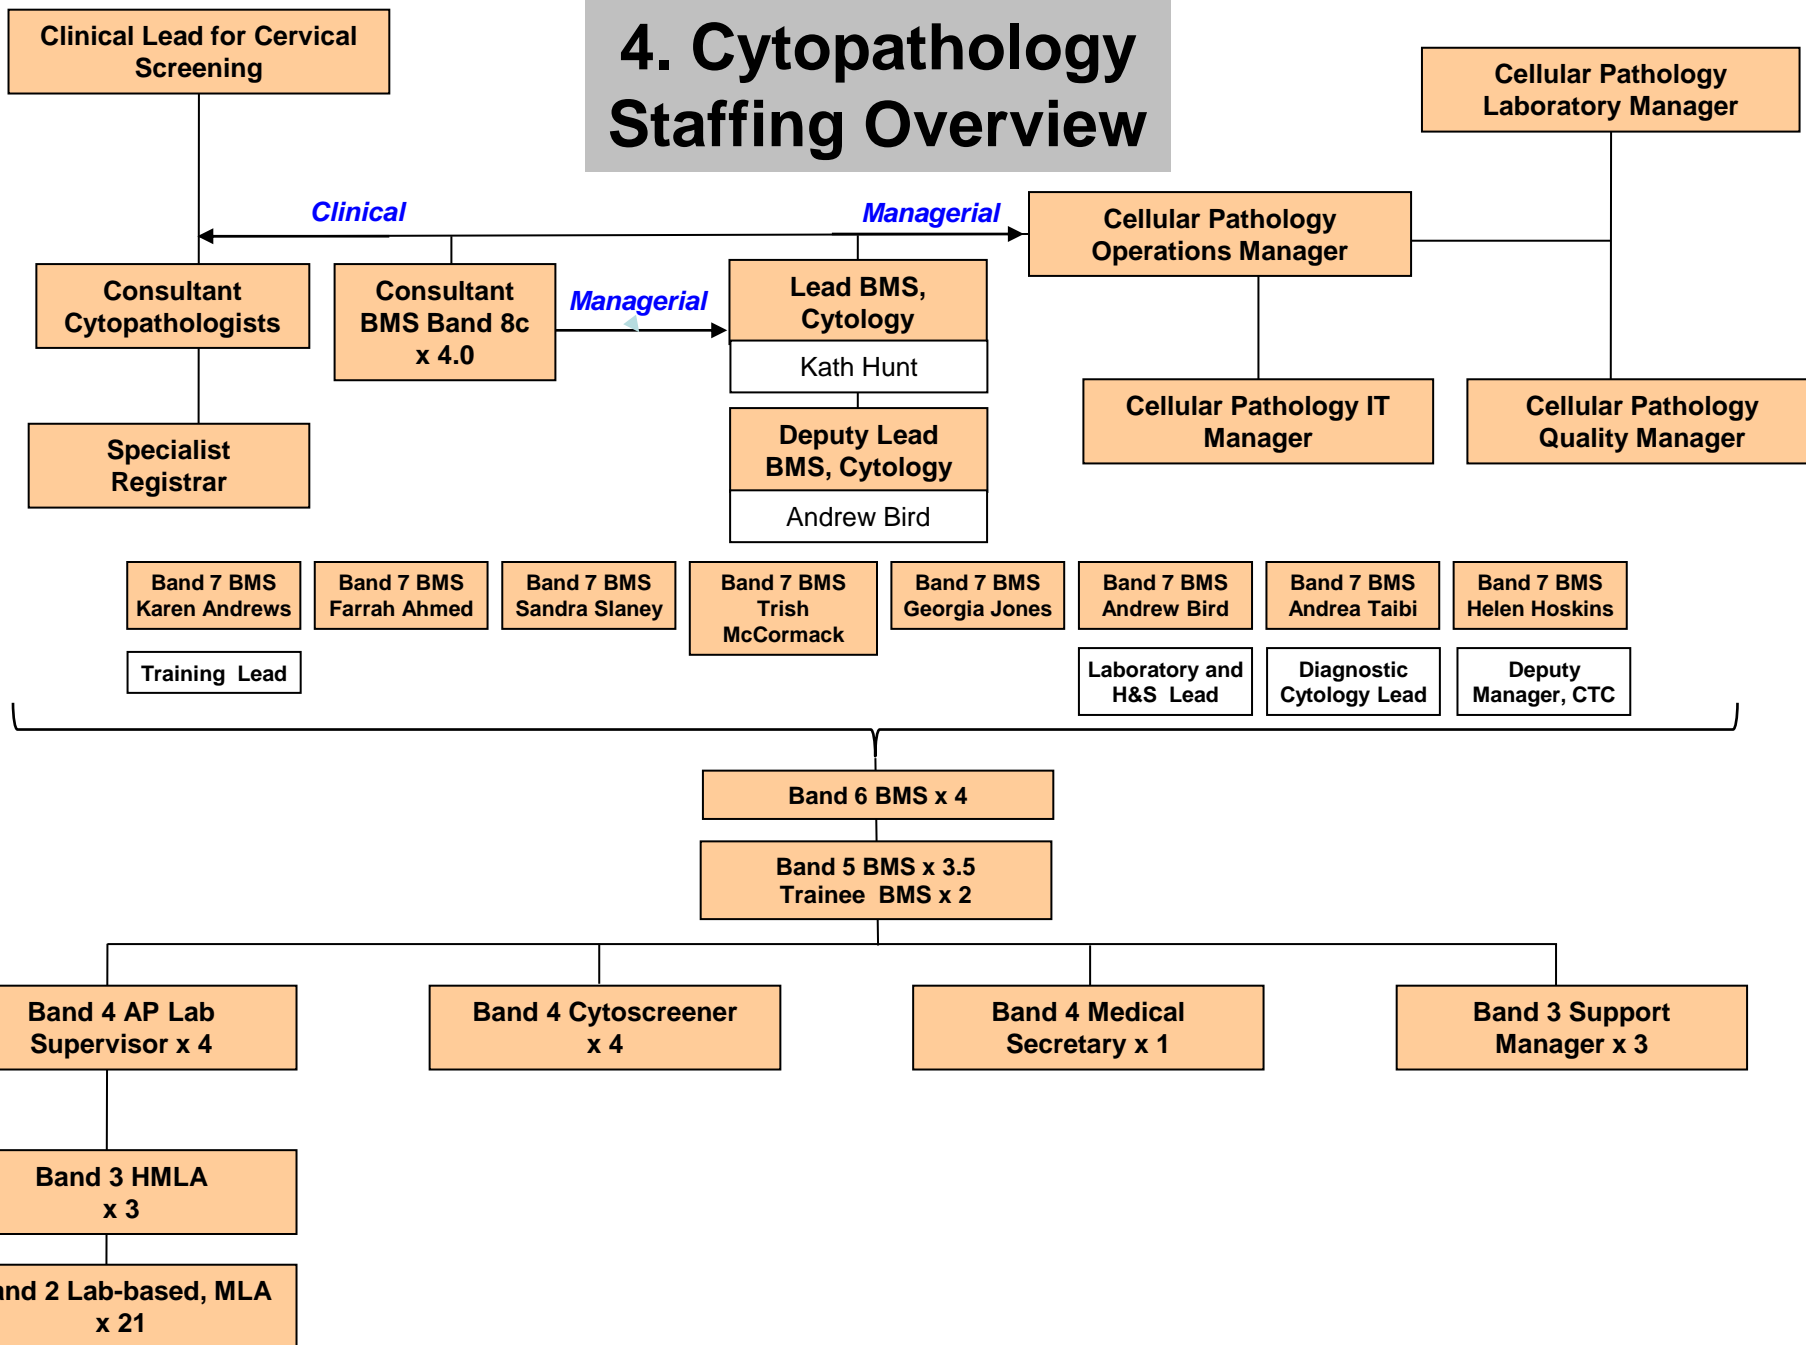 4. Cytopathology
Staffing Overview
Clinical Lead for Cervical
Screening
Cellular Pathology
Laboratory Manager
Clinical
Managerial
Cellular Pathology
Operations Manager
Consultant
Cytopathologists
Consultant
BMS Band 8c
x 4.0
Managerial
Lead BMS,
Cytology
Kath Hunt
Deputy Lead
BMS, Cytology
Andrew Bird
Cellular Pathology IT
Manager
Cellular Pathology
Quality Manager
Specialist
Registrar
Band 7 BMS
Karen Andrews
Band 7 BMS
Farrah Ahmed
Band 7 BMS
Sandra Slaney
Band 7 BMS
Trish
McCormack
Band 7 BMS
Georgia Jones
Band 7 BMS
Andrew Bird
Band 7 BMS
Andrea Taibi
Band 7 BMS
Helen Hoskins
Training Lead
Laboratory and
H&S Lead
Diagnostic
Cytology Lead
Deputy
Manager, CTC
Band 6 BMS x 4
Band 5 BMS x 3.5
Trainee BMS x 2
Band 4 AP Lab
Supervisor x 4
Band 4 Cytoscreener
x 4
Band 4 Medical
Secretary x 1
Band 3 Support
Manager x 3
Band 3 HMLA
x 3
and 2 Lab-based, MLA
x 21